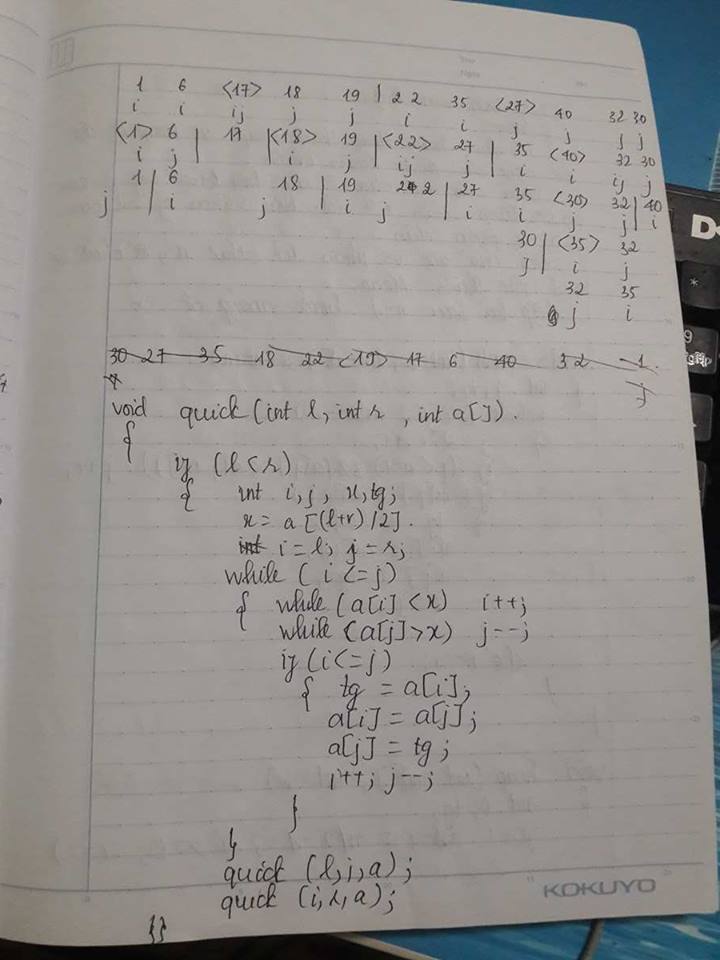 1 6 <17> 18 19 | 22 35 <27> 40 32 30
i i ij j j i i j j j j
<1> 6 | 17 | <18> 19 | <22> 27 | 35 <40> 32 30
i j i j ij j i i ij j
1 | 6 18 | 19 22 | 27 35 <30> 32 | 40
j i j i j i i j j i
30 | <35> 32
j i j
32 35
j i
30 27 35 18 22 <19> 17 6 40 32 1
j
*
void quick (int l, int r, int a[]).
{
if (l<r)
{ int i,j, x,tg;
x = a [(l+r)/2].
int i=l; j=r;
while ( i <=j)
{ while (a[i] <x) i++;
while (a[j]>x) j--;
if (i<=j)
{ tg = a[i];
a[i] = a[j];
a[j] = tg;
i++; j--;
}
}
quick (l,j,a);
quick (i,r,a);
}}
KOKUYO
D
*
9